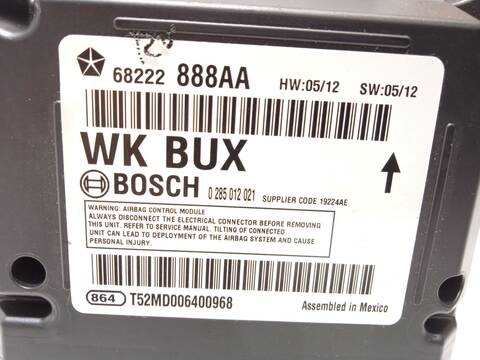 68222 888AA HW:05/12 SW:05/12
WK BUX
BOSCH 0 285 012 021 SUPPLIER CODE 19224AE
WARNING: AIRBAG CONTROL MODULE
ALWAYS DISCONNECT THE ELECTRICAL CONNECTOR BEFORE REMOVING
THIS UNIT. REFER TO SERVICE MANUAL. TILTING OF CONNECTED
UNIT CAN LEAD TO DEPLOYMENT OF THE AIRBAG SYSTEM AND CAUSE
PERSONAL INJURY.
864 T52MD006400968 Assembled in Mexico